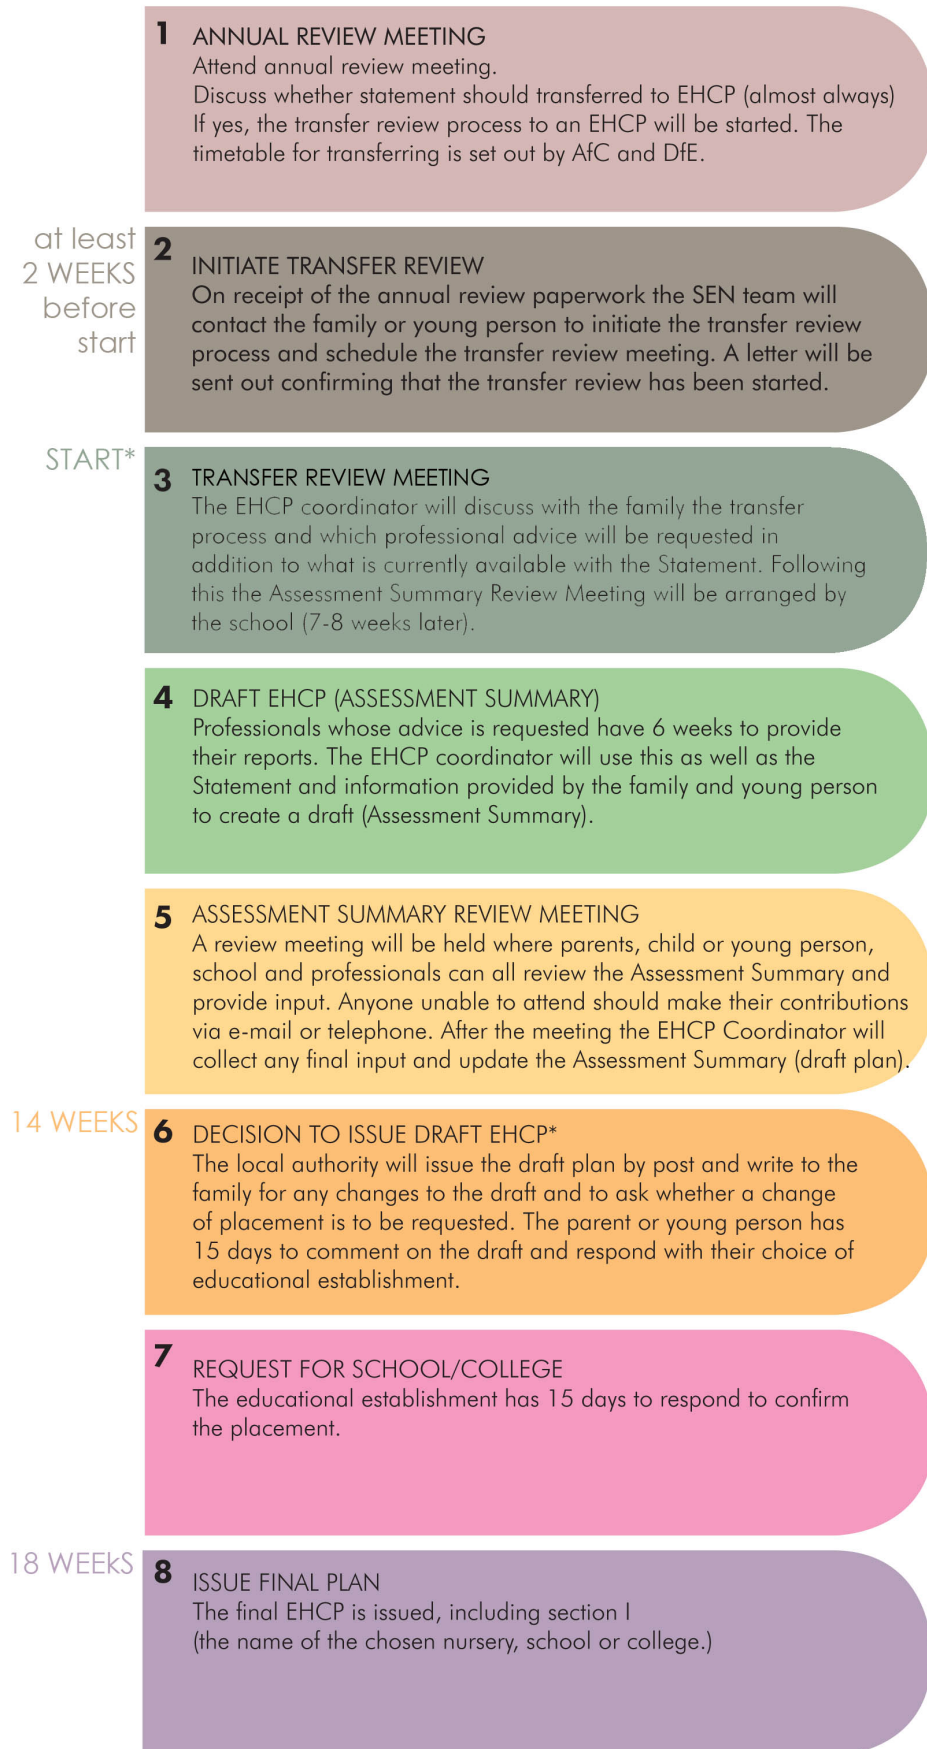 1 ANNUAL REVIEW MEETING
Attend annual review meeting.
Discuss whether statement should transferred to EHCP (almost always)
If yes, the transfer review process to an EHCP will be started. The
timetable for transferring is set out by AfC and DfE.
at least
2 WEEKS
before
start
2
INITIATE TRANSFER REVIEW
On receipt of the annual review paperwork the SEN team will
contact the family or young person to initiate the transfer review
process and schedule the transfer review meeting. A letter will be
sent out confirming that the transfer review has been started.
START*
3 TRANSFER REVIEW MEETING
The EHCP coordinator will discuss with the family the transfer
process and which professional advice will be requested in
addition to what is currently available with the Statement. Following
this the Assessment Summary Review Meeting will be arranged by
the school (7-8 weeks later).
4 DRAFT EHCP (ASSESSMENT SUMMARY)
Professionals whose advice is requested have 6 weeks to provide
their reports. The EHCP coordinator will use this as well as the
Statement and information provided by the family and young person
to create a draft (Assessment Summary).
5 ASSESSMENT SUMMARY REVIEW MEETING
A review meeting will be held where parents, child or young person,
school and professionals can all review the Assessment Summary and
provide input. Anyone unable to attend should make their contributions
via e-mail or telephone. After the meeting the EHCP Coordinator will
collect any final input and update the Assessment Summary (draft plan).
14 WEEKS
6 DECISION TO ISSUE DRAFT EHCP*
The local authority will issue the draft plan by post and write to the
family for any changes to the draft and to ask whether a change
of placement is to be requested. The parent or young person has
15 days to comment on the draft and respond with their choice of
educational establishment.
7
REQUEST FOR SCHOOL/COLLEGE
The educational establishment has 15 days to respond to confirm
the placement.
18 WEEkS
8
ISSUE FINAL PLAN
The final EHCP is issued, including section I
(the name of the chosen nursery, school or college.)